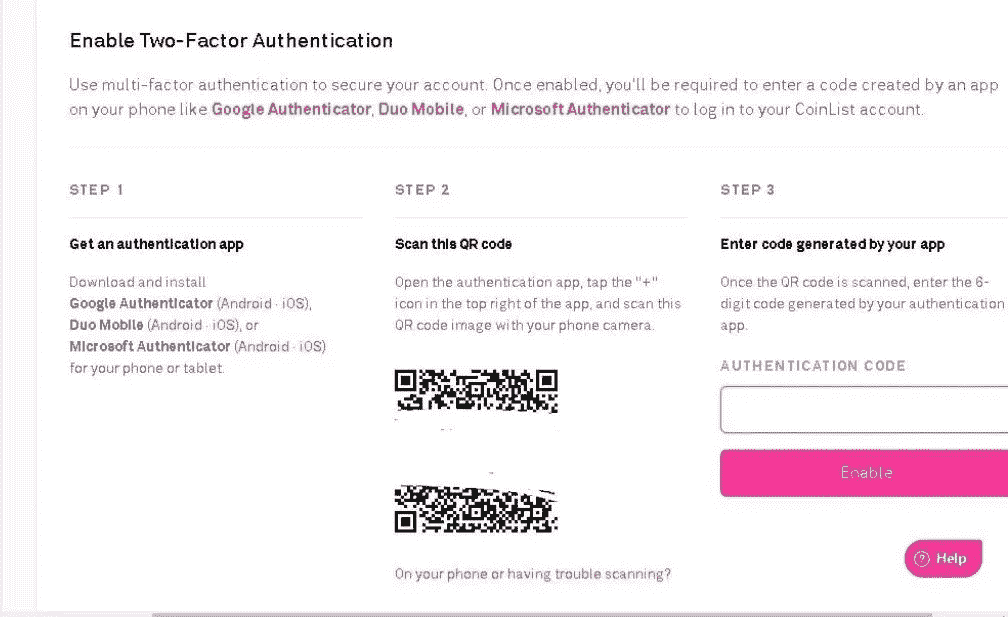 Enable Two-Factor Authentication
Use multi-factor authentication to secure your account. Once enabled, you'll be required to enter a code created by an app
on your phone like Google Authenticator, Duo Mobile, or Microsoft Authenticator to log in to your CoinList account.
STEP 1
Get an authentication app
Download and install
Google Authenticator (Android · iOS),
Duo Mobile (Android · iOS), or
Microsoft Authenticator (Android · iOS)
for your phone or tablet.
STEP 2
Scan this QR code
Open the authentication app, tap the "+"
icon in the top right of the app, and scan this
QR code image with your phone camera.
On your phone or having trouble scanning?
STEP 3
Enter code generated by your app
Once the QR code is scanned, enter the 6-
digit code generated by your authentication
app.
AUTHENTICATION CODE
Enable
? Help